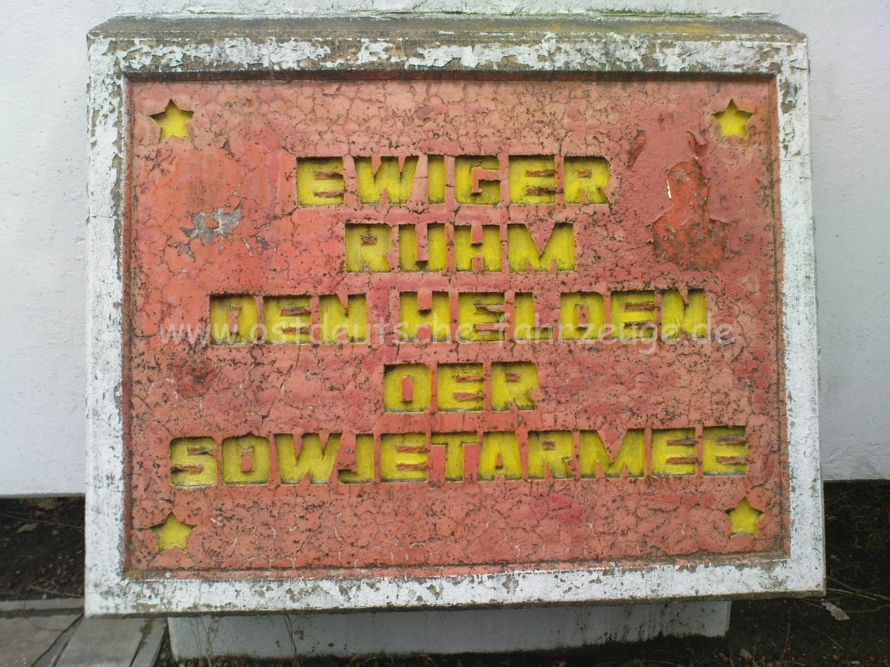 EWIGER
RUHM
DEN HELDEN
www.ostdeutsche-fahrzeuge.de
DER
SOWJETARMEE